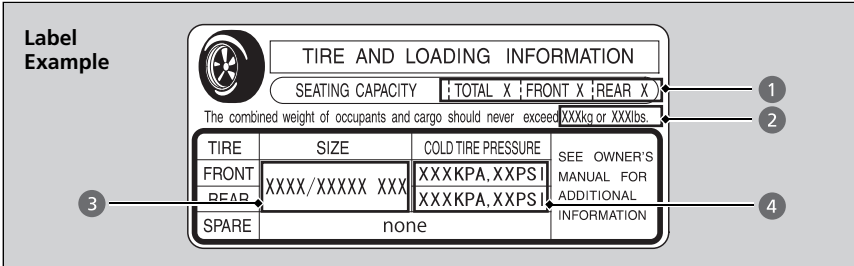 Label
Example
TIRE AND LOADING INFORMATION
SEATING CAPACITY TOTAL X FRONT X REAR X
1
The combined weight of occupants and cargo should never exceed XXXkg or XXXlbs.
2
TIRE SIZE COLD TIRE PRESSURE
SEE OWNER'S
MANUAL FOR
ADDITIONAL
INFORMATION
FRONT XXXX/XXXXX XXX XXXKPA,XXPSI
REAR XXXKPA,XXPSI
3
4
SPARE none